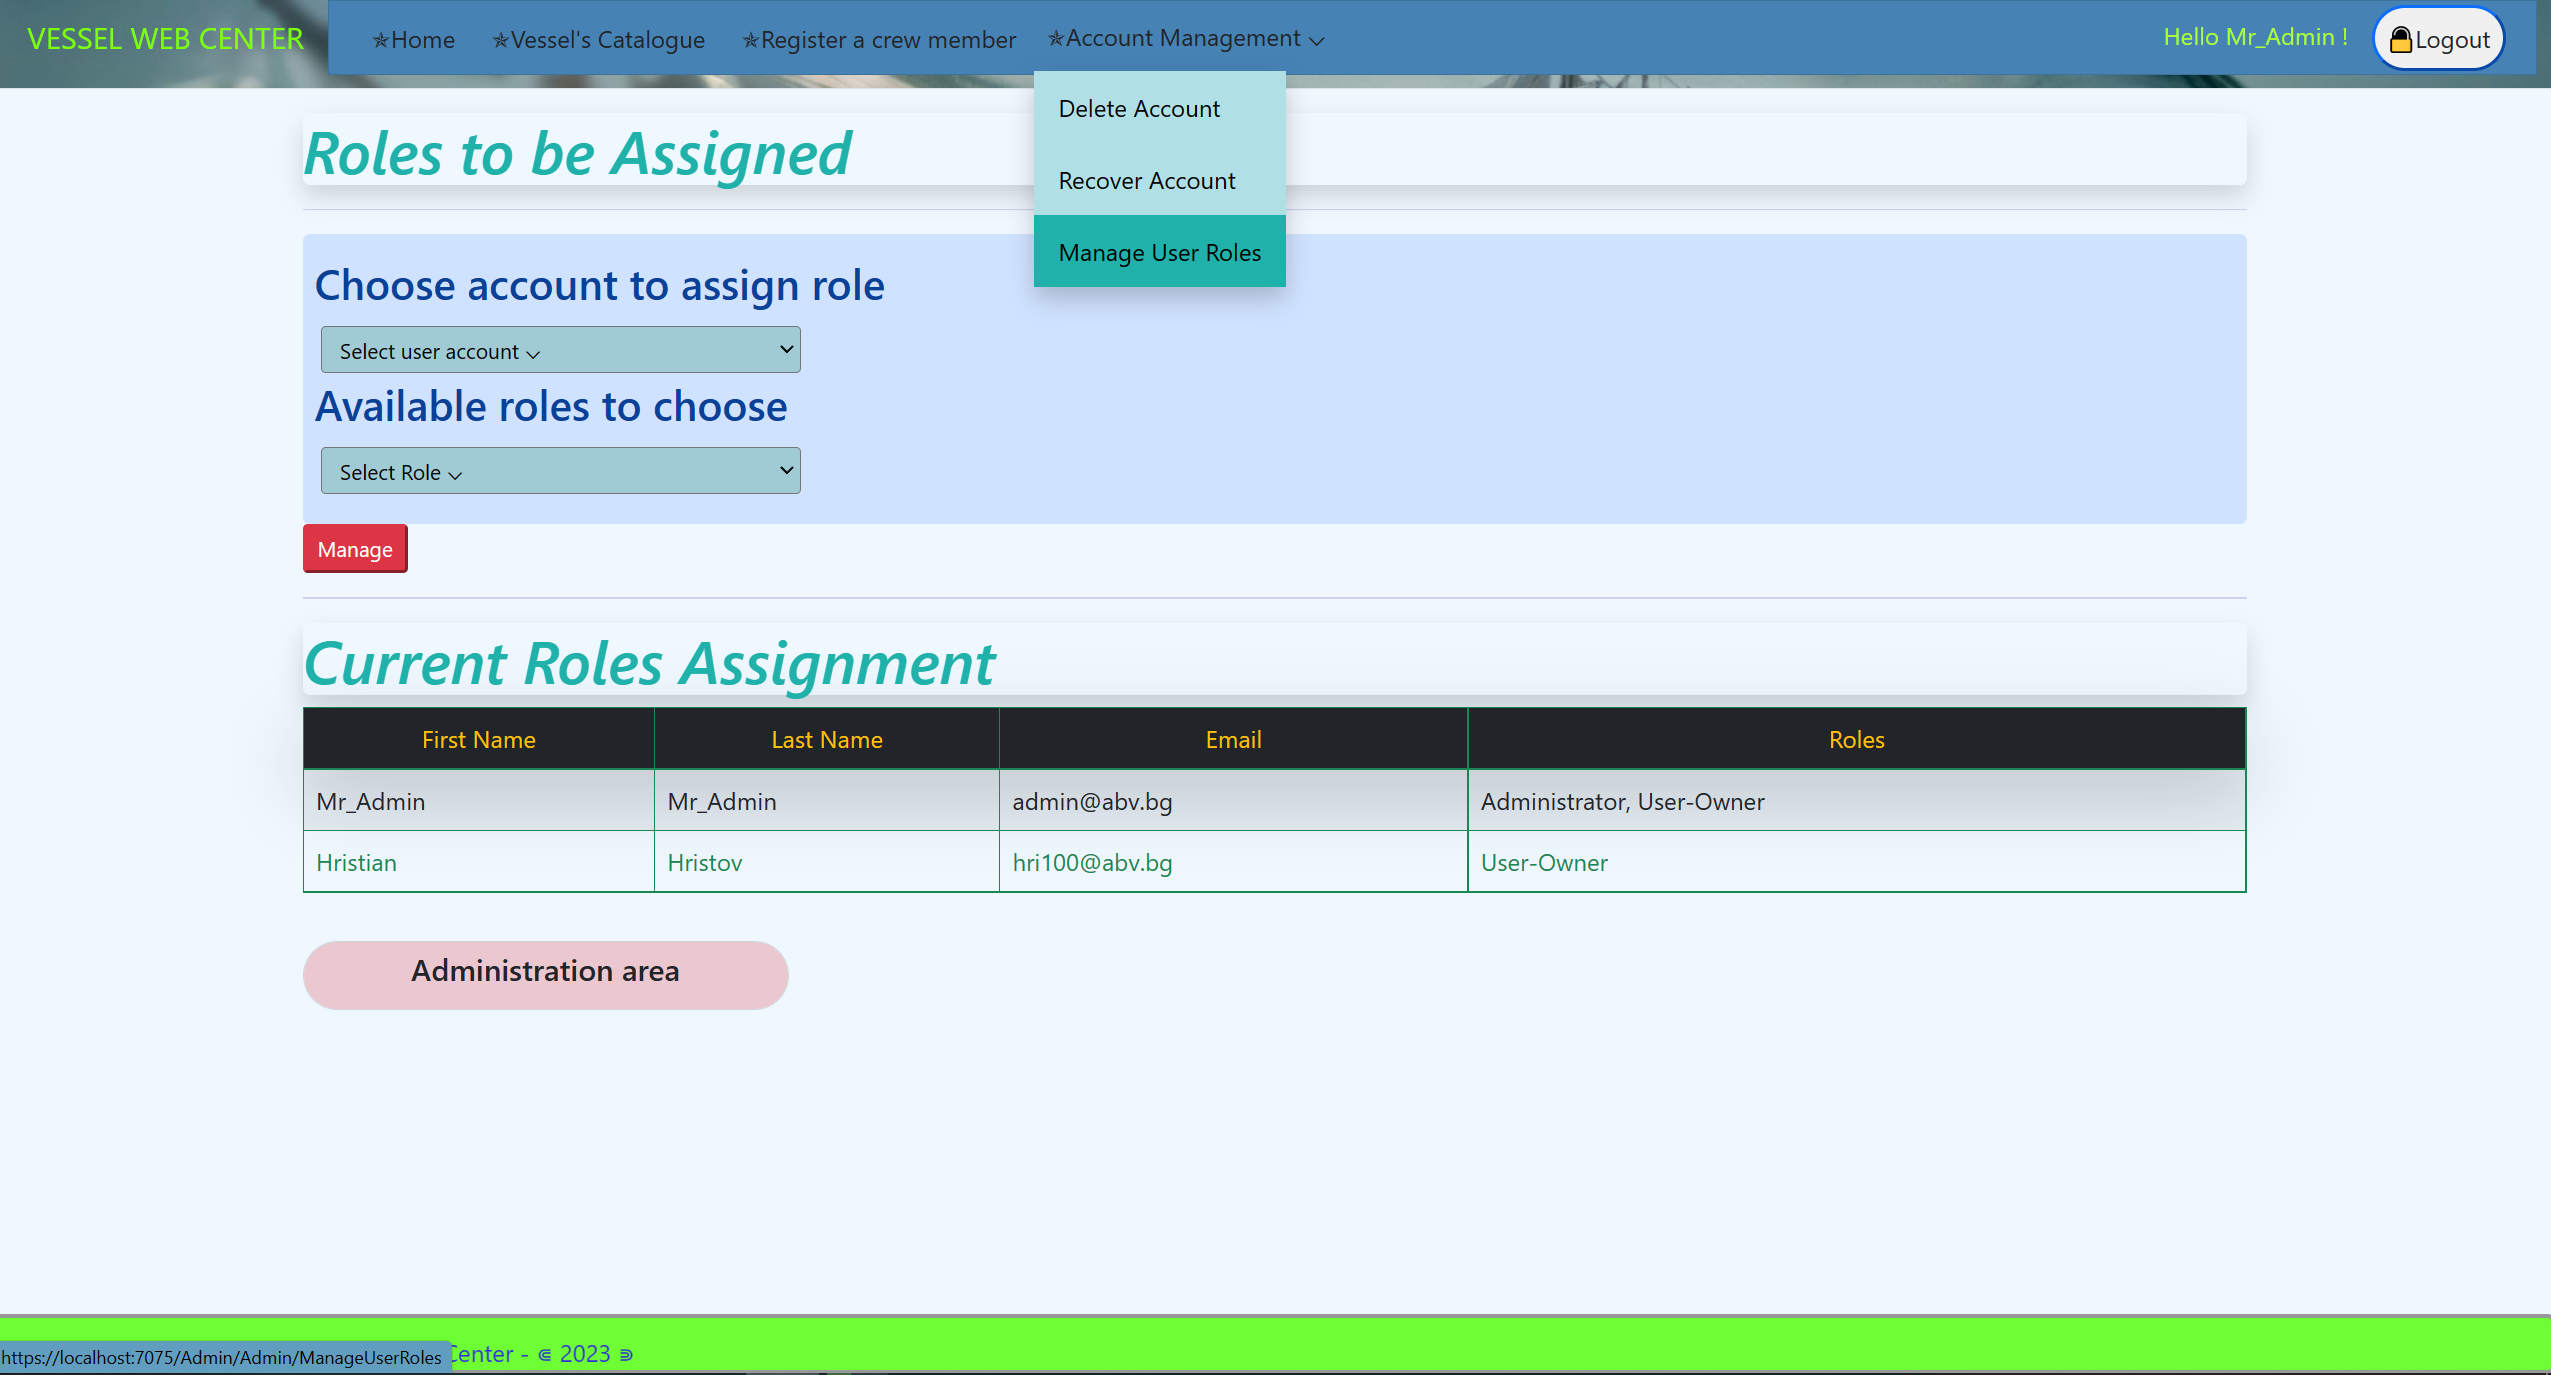 VESSEL WEB CENTER
✯Home
✯Vessel's Catalogue
✯Register a crew member
✯Account Management
Hello Mr_Admin !
Logout
Delete Account
Recover Account
Manage User Roles
Roles to be Assigned
Choose account to assign role
Select user account
Available roles to choose
Select Role
Manage
Current Roles Assignment
First Name Last Name Email Roles
Mr_Admin Mr_Admin admin@abv.bg Administrator, User-Owner
Hristian Hristov hri100@abv.bg User-Owner
Administration area
https://localhost:7075/Admin/Admin/ManageUserRoles
Center - ⋐ 2023 ⋑